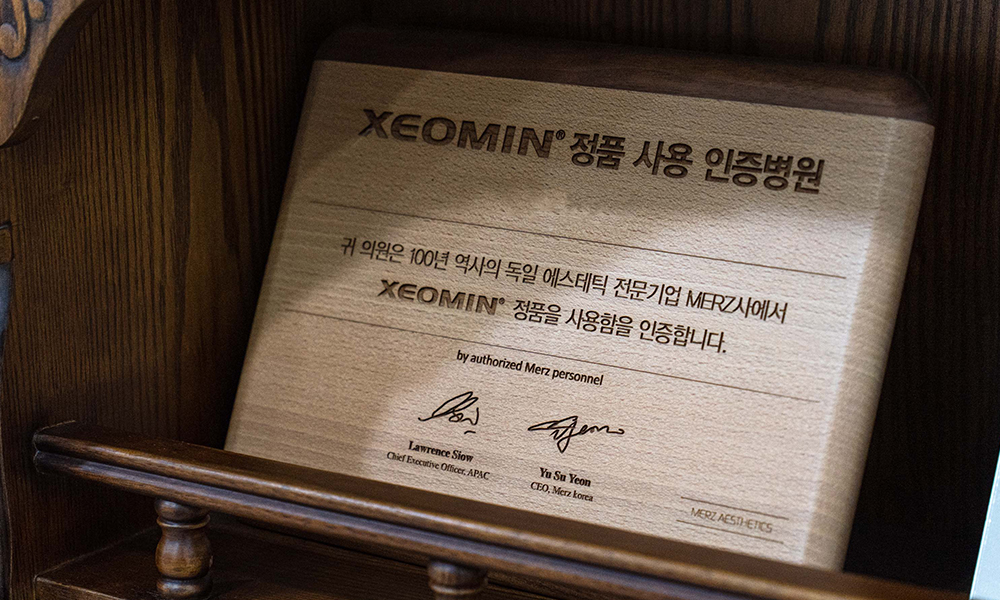 XEOMIN® 정품 사용 인증병원
귀 의원은 100년 역사의 독일 에스테틱 전문기업 MERZ사에서
XEOMIN® 정품을 사용함을 인증합니다.
by authorized Merz personnel
Lawrence Siow
Chief Executive Officer, APAC
Yu Su Yeon
CEO, Merz korea
MERZ AESTHETICS